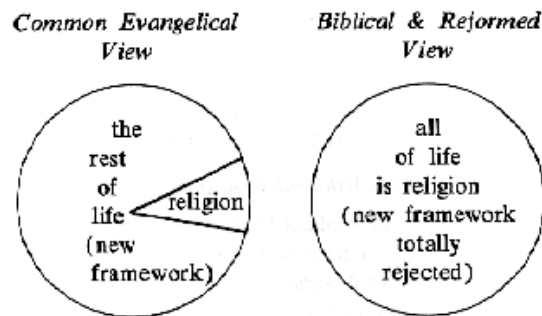 Common Evangelical
View
the
rest
of
life
(new
framework)
religion
Biblical & Reformed
View
all
of life
is religion
(new framework
totally
rejected)